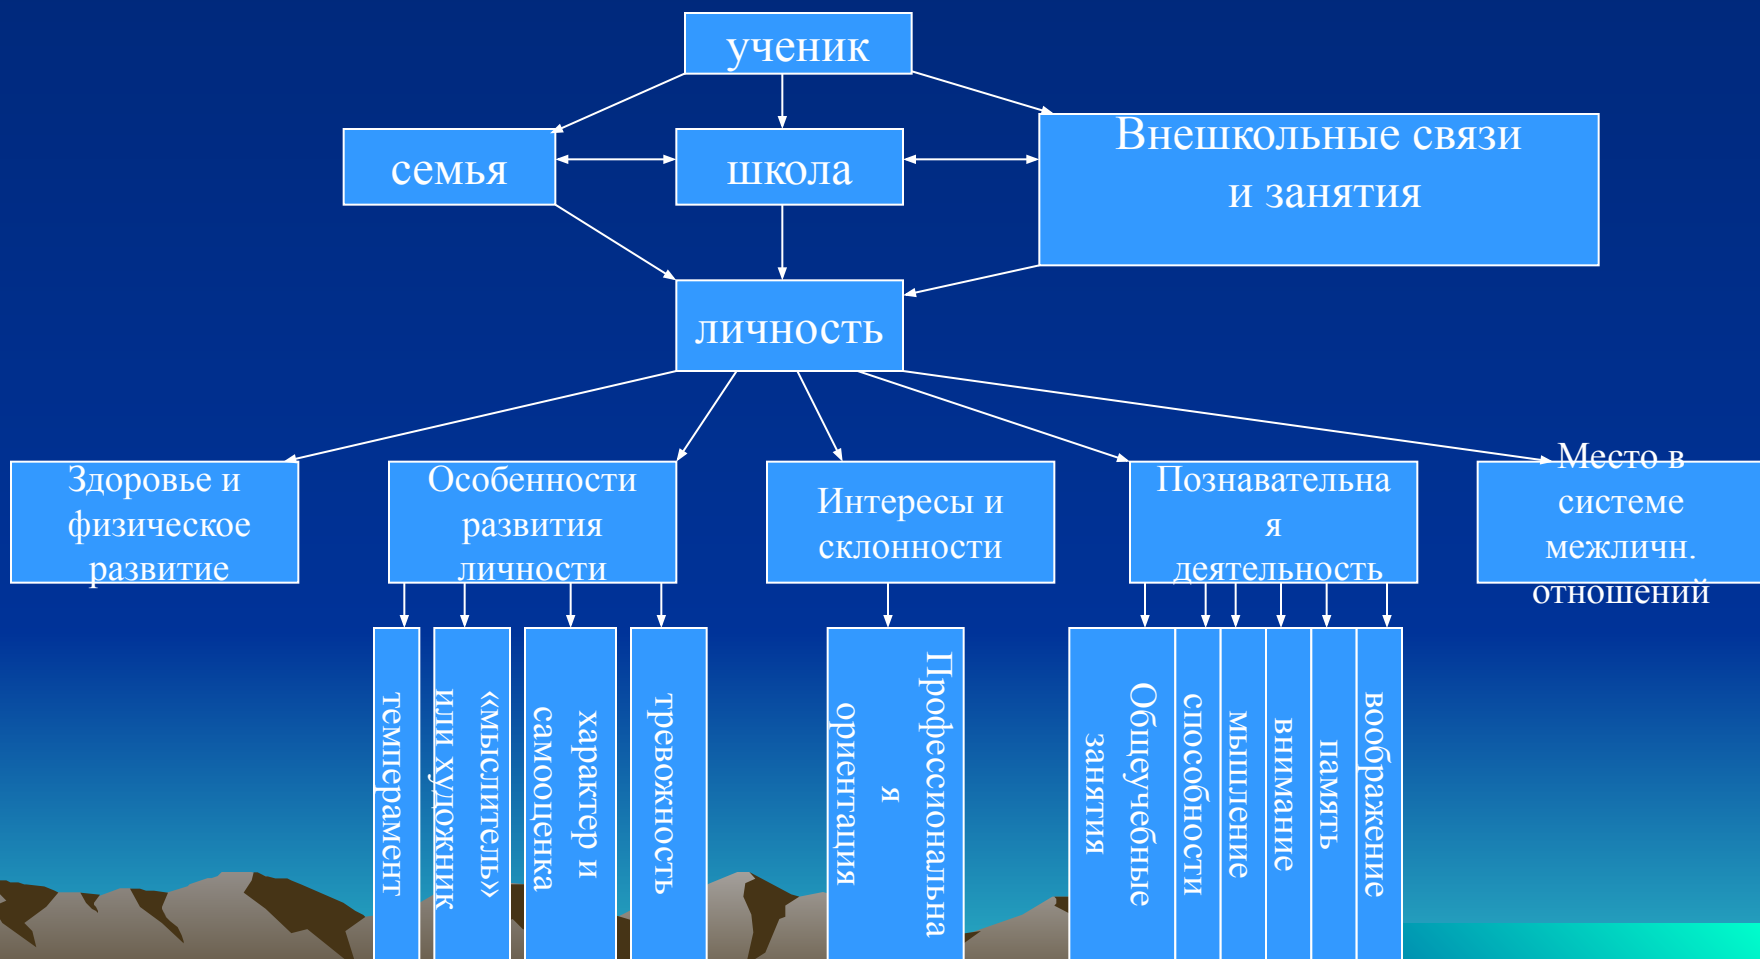 ученик
семья
школа
Внешкольные связи
и занятия
личность
Здоровье и
физическое
развитие
Особенности
развития
личности
Интересы и
склонности
Познавательна
я
деятельность
Место в
системе
межличн.
отношений
темперамент
«мыслитель»
или художник
характер и
самооценка
тревожность
Профессиональна
я
ориентация
Общеучебные
занятия
способности
мышление
внимание
память
воображение